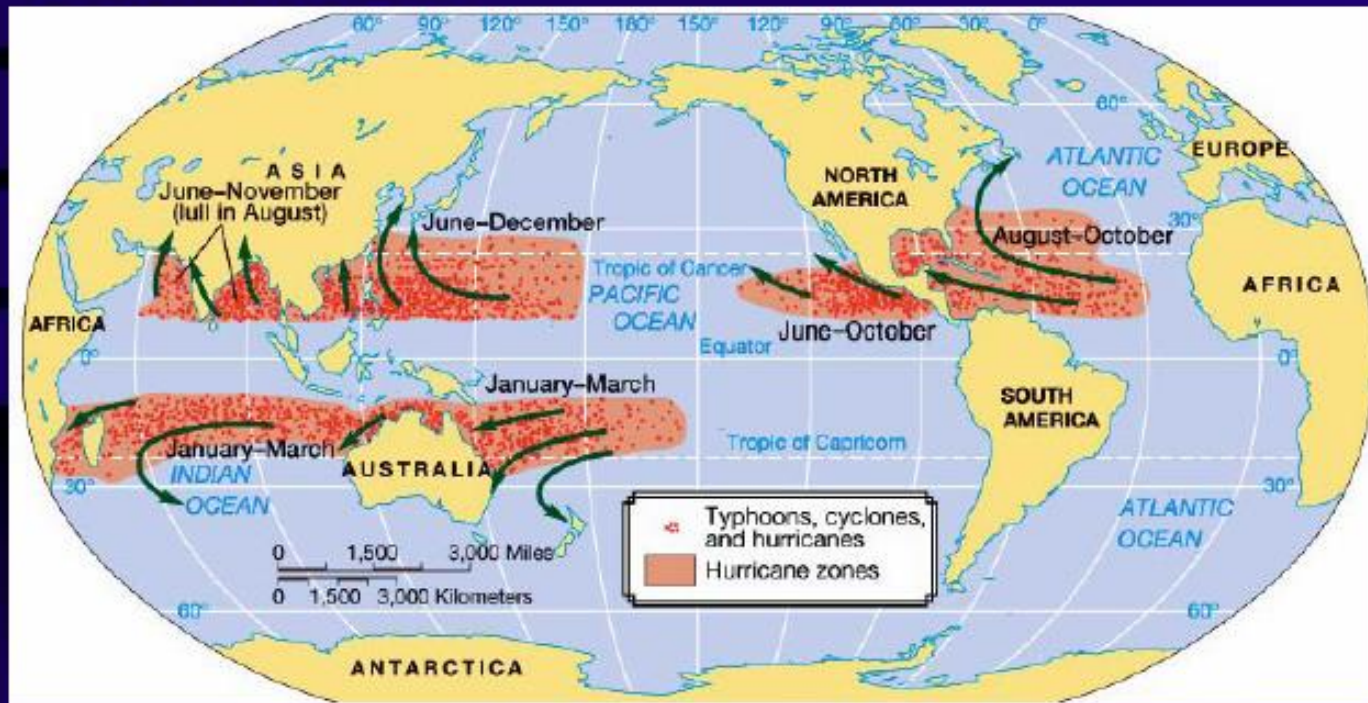 60° 90° 120° 150° 180° 150° 120° 90° 60° 30° 0°
60°
ASIA
June–November
(lull in August)
June–December
NORTH
AMERICA
ATLANTIC
OCEAN
EUROPE
30°
August–October
Tropic of Cancer
PACIFIC
OCEAN
AFRICA
AFRICA
June–October
Equator
0°
0°
January–March
SOUTH
AMERICA
January–March
INDIAN
OCEAN
AUSTRALIA
Tropic of Capricorn
30°
30°
ATLANTIC
OCEAN
Typhoons, cyclones,
and hurricanes
Hurricane zones
0 1,500 3,000 Miles
0 1,500 3,000 Kilometers
60°
60°
ANTARCTICA